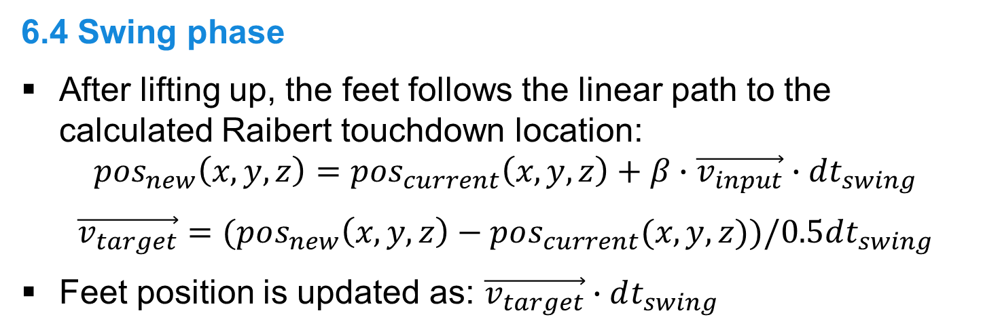 6.4 Swing phase
▪ After lifting up, the feet follows the linear path to the
calculated Raibert touchdown location:
$pos_{new}(x, y, z) = pos_{current}(x, y, z) + \beta \cdot \overrightarrow{v_{input}} \cdot dt_{swing}$
$\overrightarrow{v_{target}} = (pos_{new}(x, y, z) - pos_{current}(x, y, z))/0.5dt_{swing}$
▪ Feet position is updated as: $\overrightarrow{v_{target}} \cdot dt_{swing}$